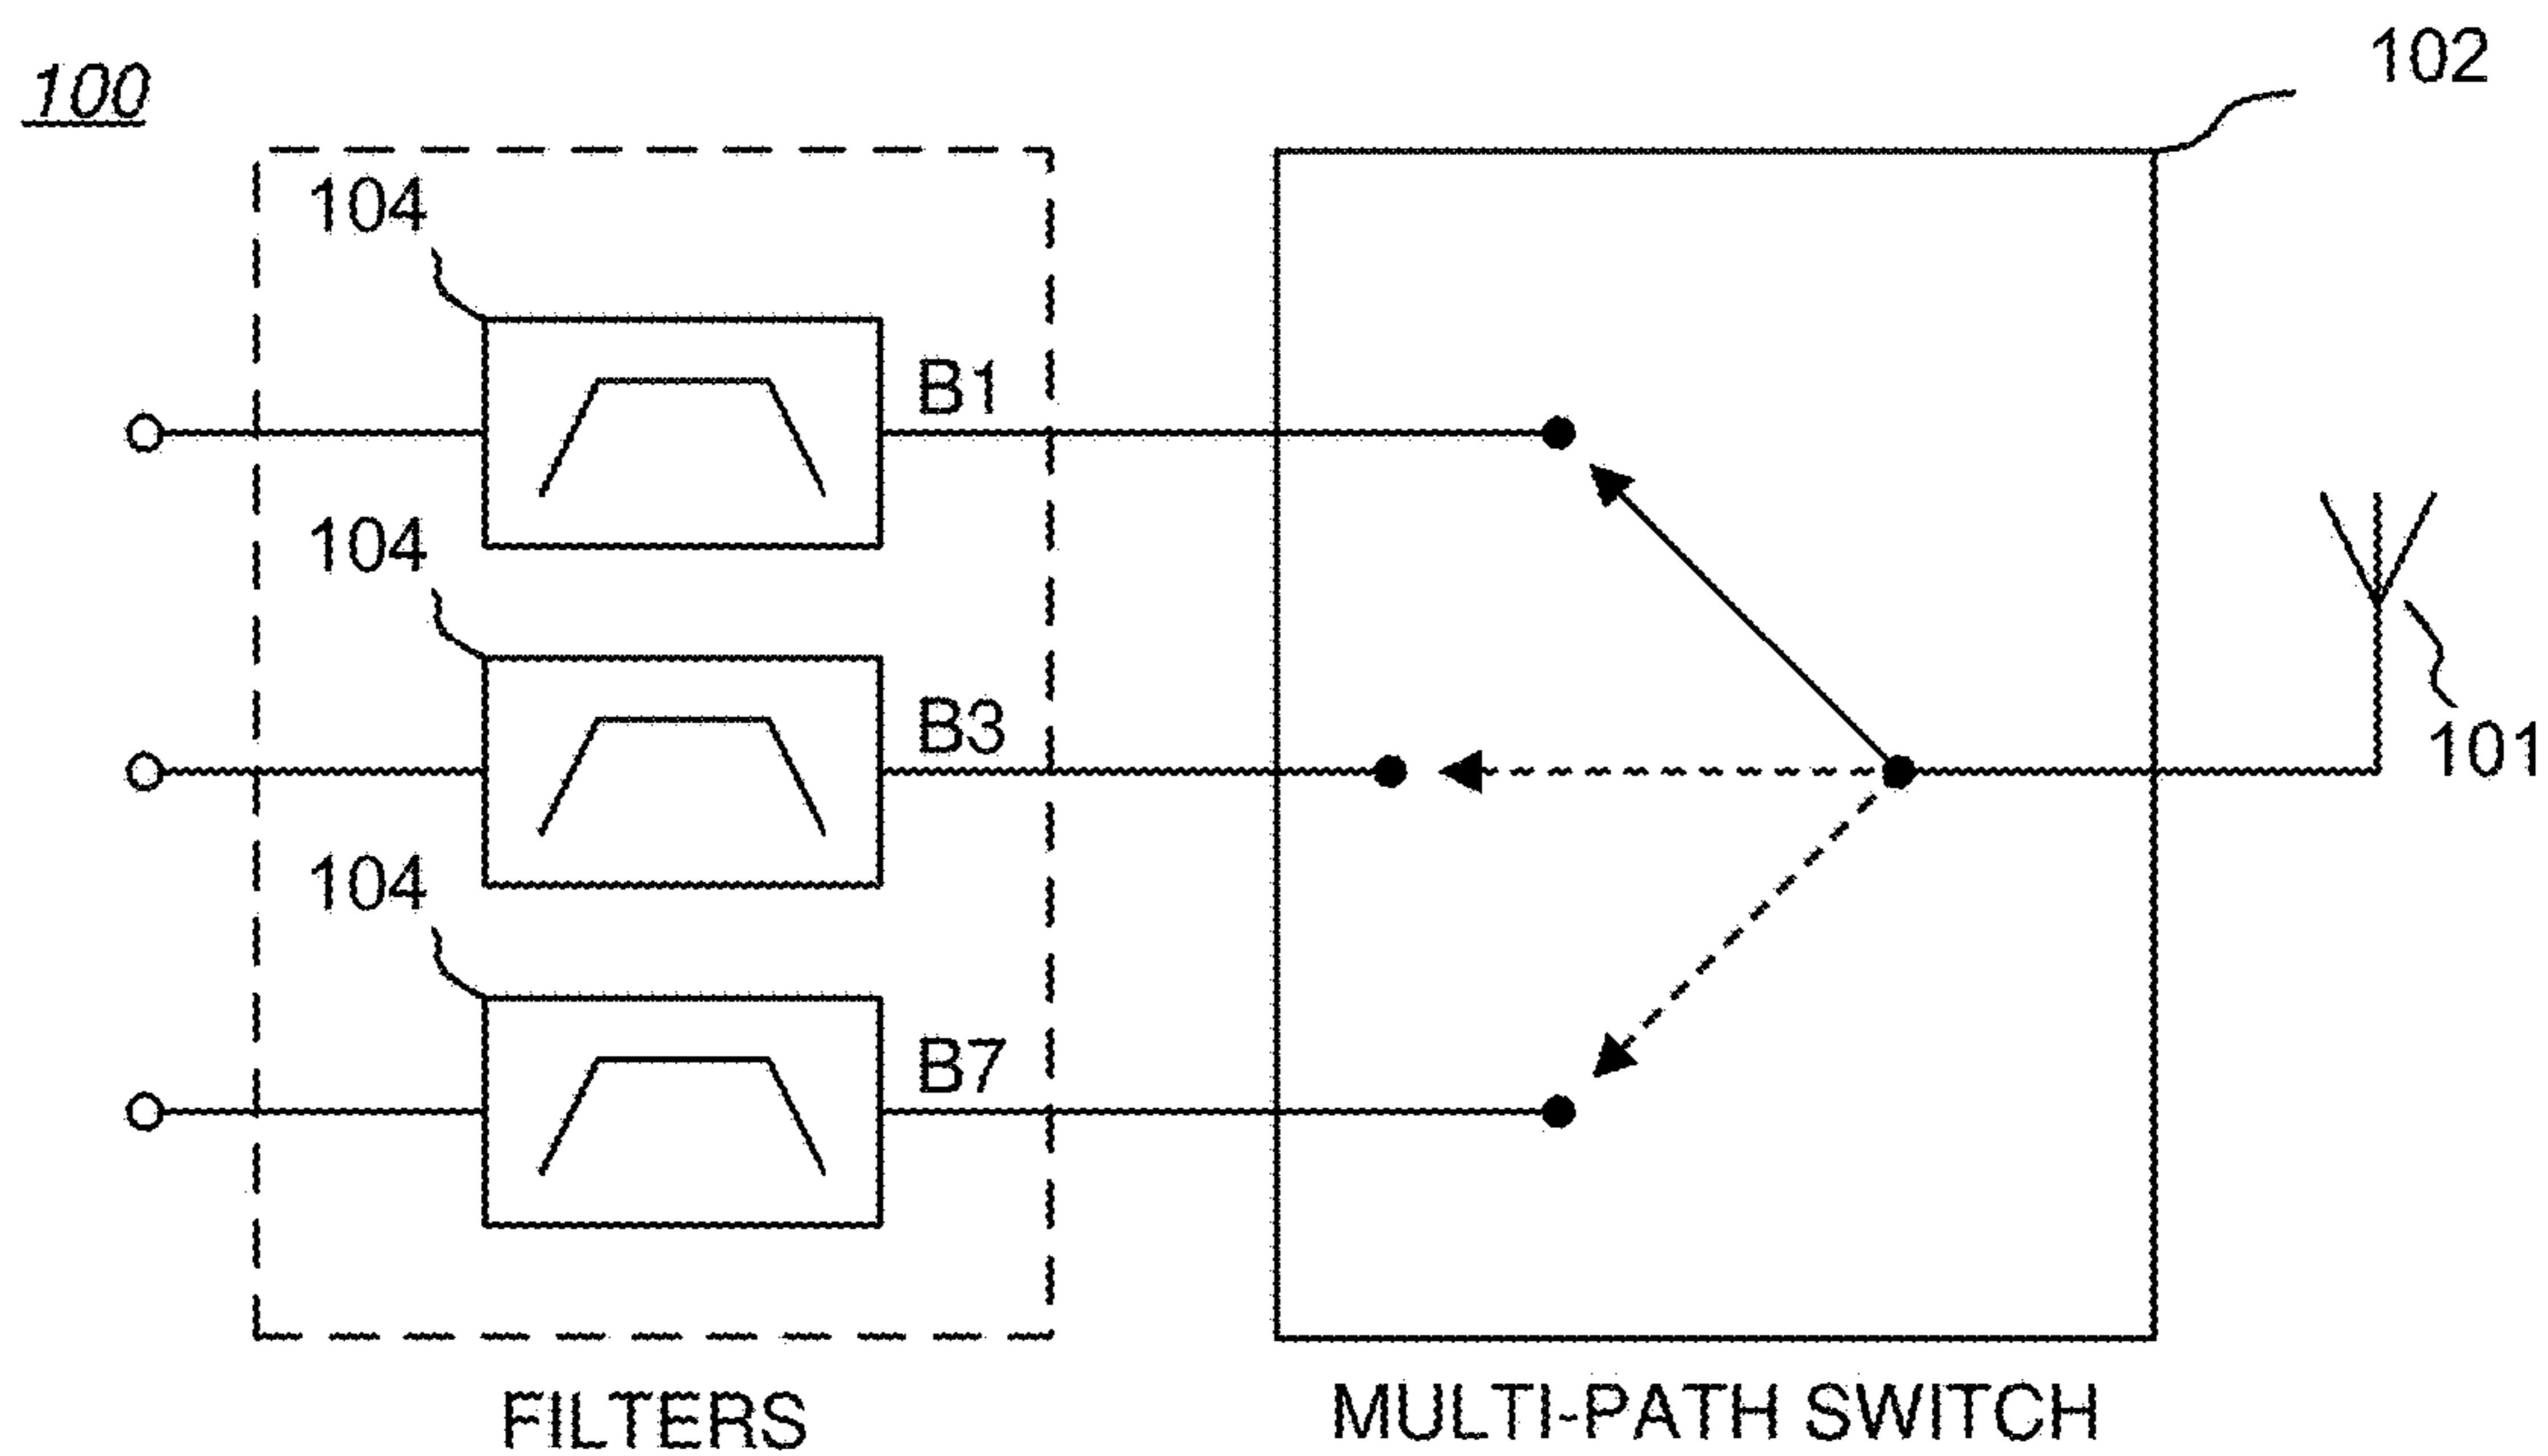 100
102
104
B1
104
B3
101
104
B7
FILTERS
MULTI-PATH SWITCH